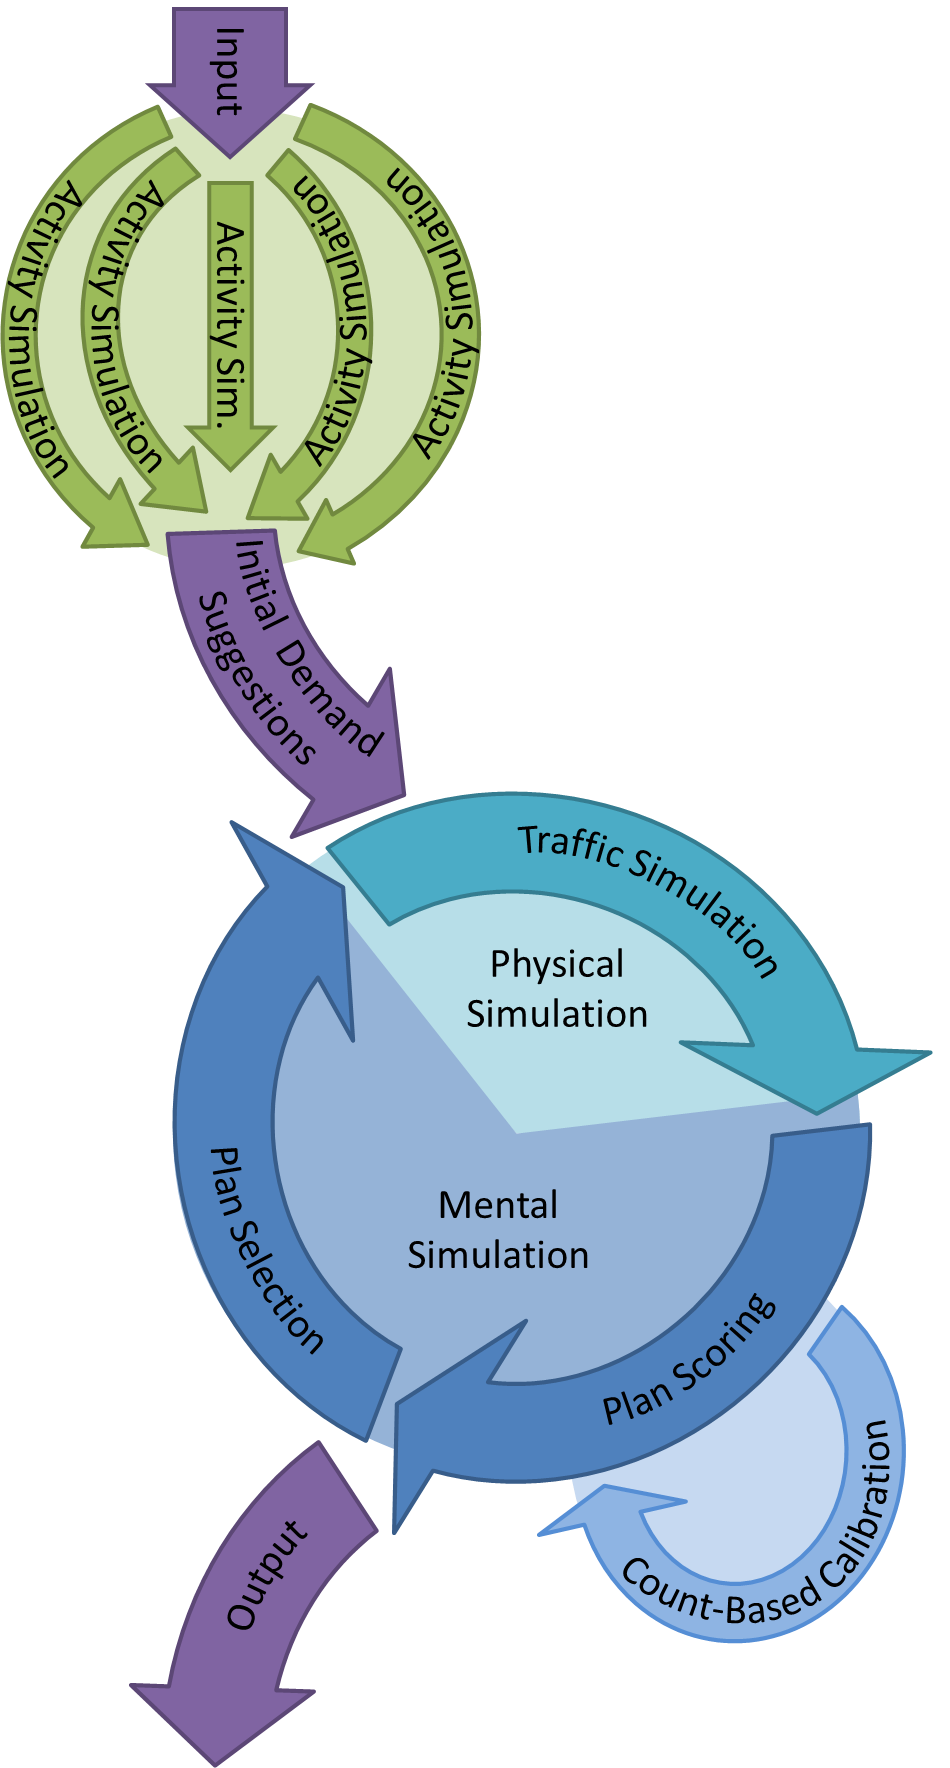 Input
Activity Simulation
Activity Simulation
Activity Sim.
Activity Simulation
Activity Simulation
Initial Demand
Suggestions
Traffic Simulation
Physical
Simulation
Mental
Simulation
Plan Selection
Plan Scoring
Count-Based Calibration
Output